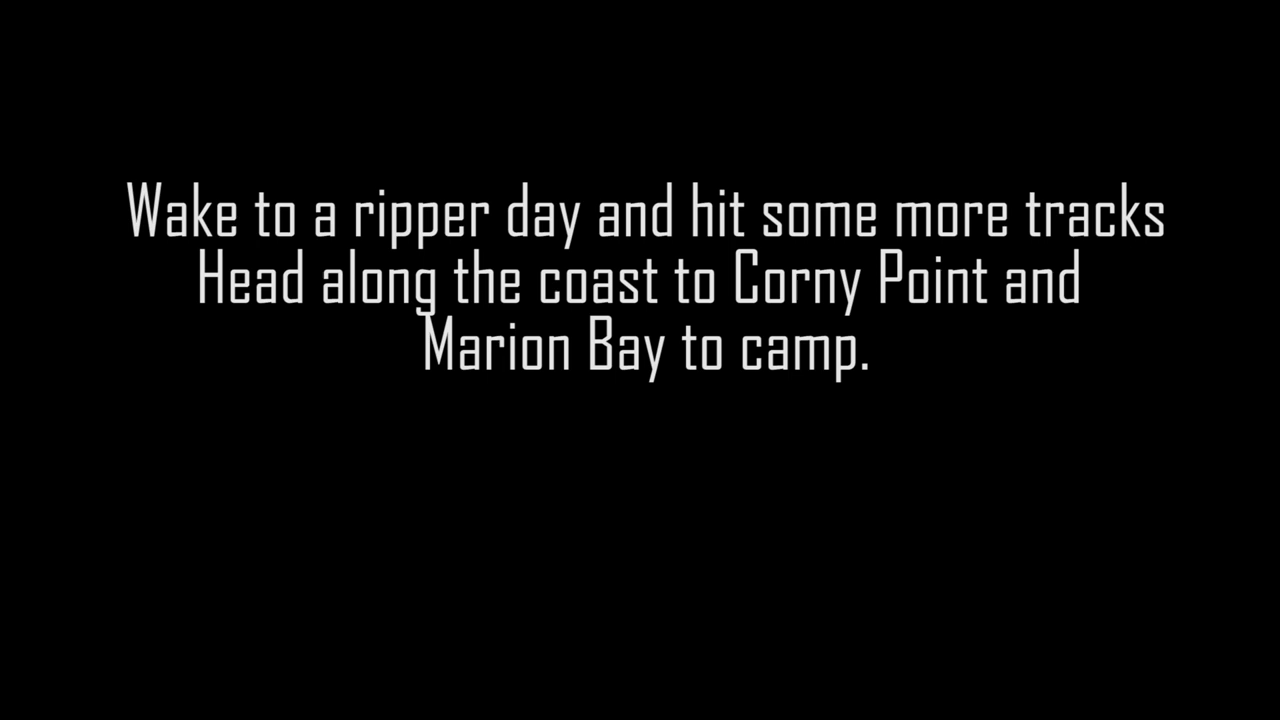 Wake to a ripper day and hit some more tracks
Head along the coast to Corny Point and
Marion Bay to camp.